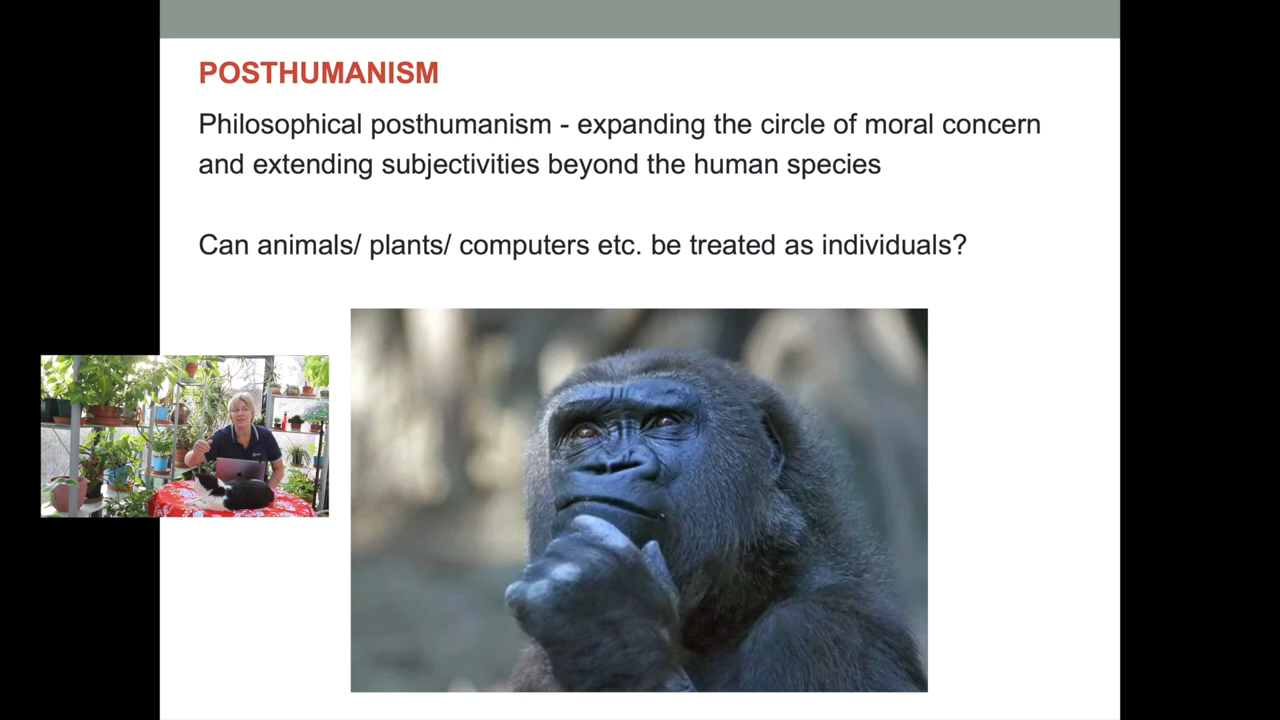 POSTHUMANISM
Philosophical posthumanism - expanding the circle of moral concern
and extending subjectivities beyond the human species
Can animals/ plants/ computers etc. be treated as individuals?